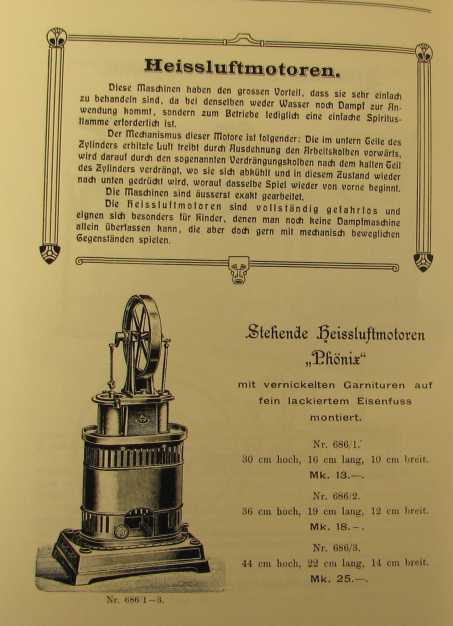 Heissluftmotoren.
Diese Maschinen haben den grossen Vorteil, dass sie sehr einfach
zu behandeln sind, da bei denselben weder Wasser noch Dampf zur An-
wendung kommt, sondern zum Betriebe lediglich eine einfache Spiritus-
flamme erforderlich ist.
Der Mechanismus dieser Motore ist folgender: Die im untern Teile des
Zylinders erhitzte Luft treibt durch Ausdehnung den Arbeitskolben vorwärts,
wird darauf durch den sogenannten Verdrängungskolben nach dem kalten Teil
des Zylinders verdrängt, wo sie sich abkühlt und in diesem Zustand wieder
nach unten gedrückt wird, worauf dasselbe Spiel wieder von vorne beginnt.
Die Maschinen sind äusserst exakt gearbeitet.
Die Heissluftmotoren sind vollständig gefahrlos und
eignen sich besonders für Kinder, denen man noch keine Dampfmaschine
allein überlassen kann, die aber doch gern mit mechanisch beweglichen
Gegenständen spielen.
Stehende Heissluftmotoren
„Phönix“
mit vernickelten Garnituren auf
fein lackiertem Eisenfuss
montiert.
Nr. 686/1.
30 cm hoch, 16 cm lang, 10 cm breit.
Mk. 13.—.
Nr. 686/2.
36 cm hoch, 19 cm lang, 12 cm breit.
Mk. 18.–.
Nr. 686/3.
44 cm hoch, 22 cm lang, 14 cm breit.
Mk. 25.—.
Nr. 686/1—3.